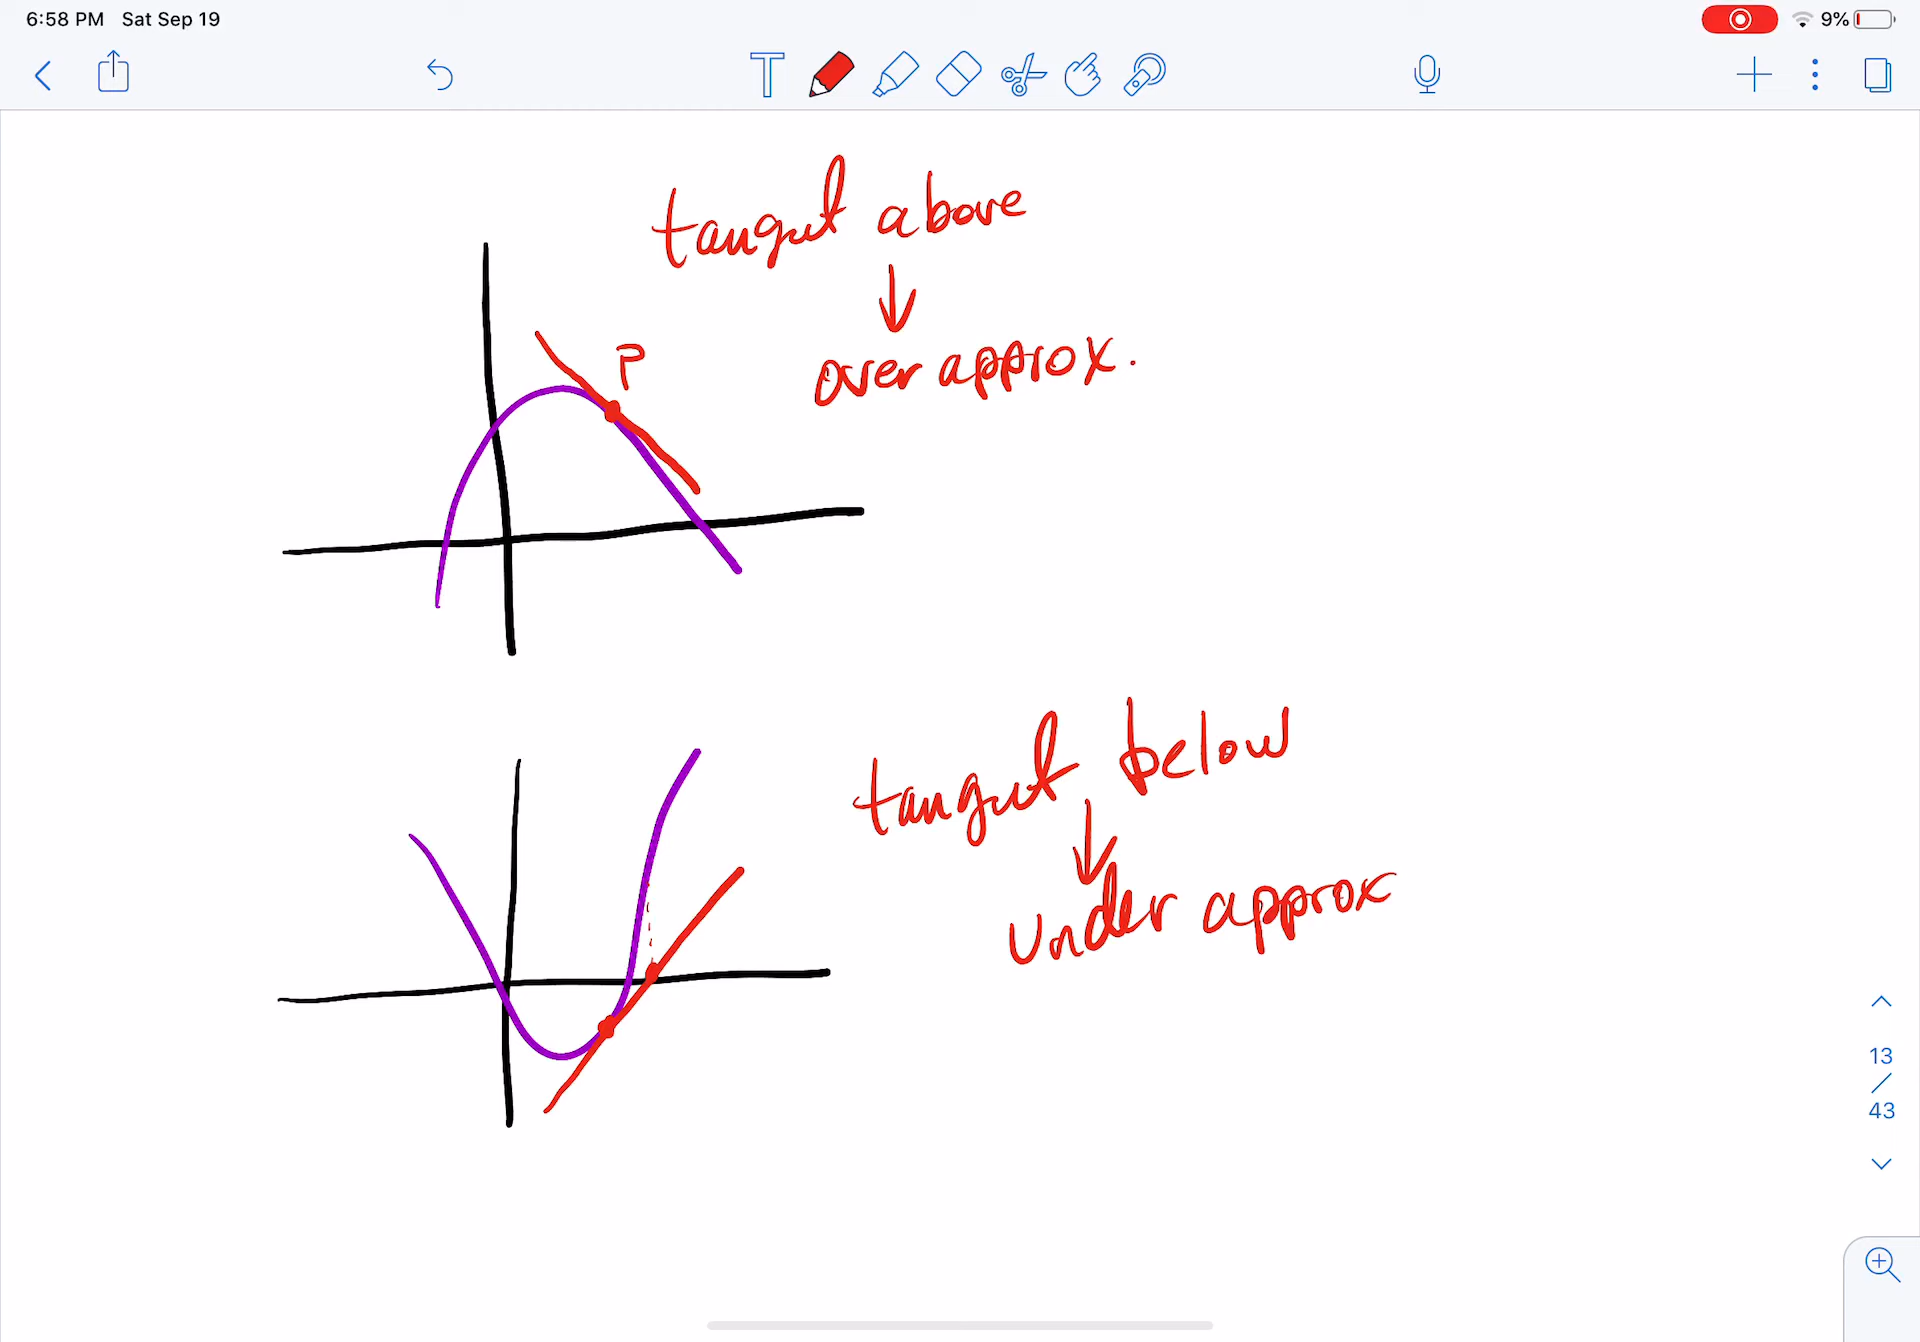 6:58 PM Sat Sep 19
9%
T
tangent above
P
over approx.
tangent below
under approx
13
/
43